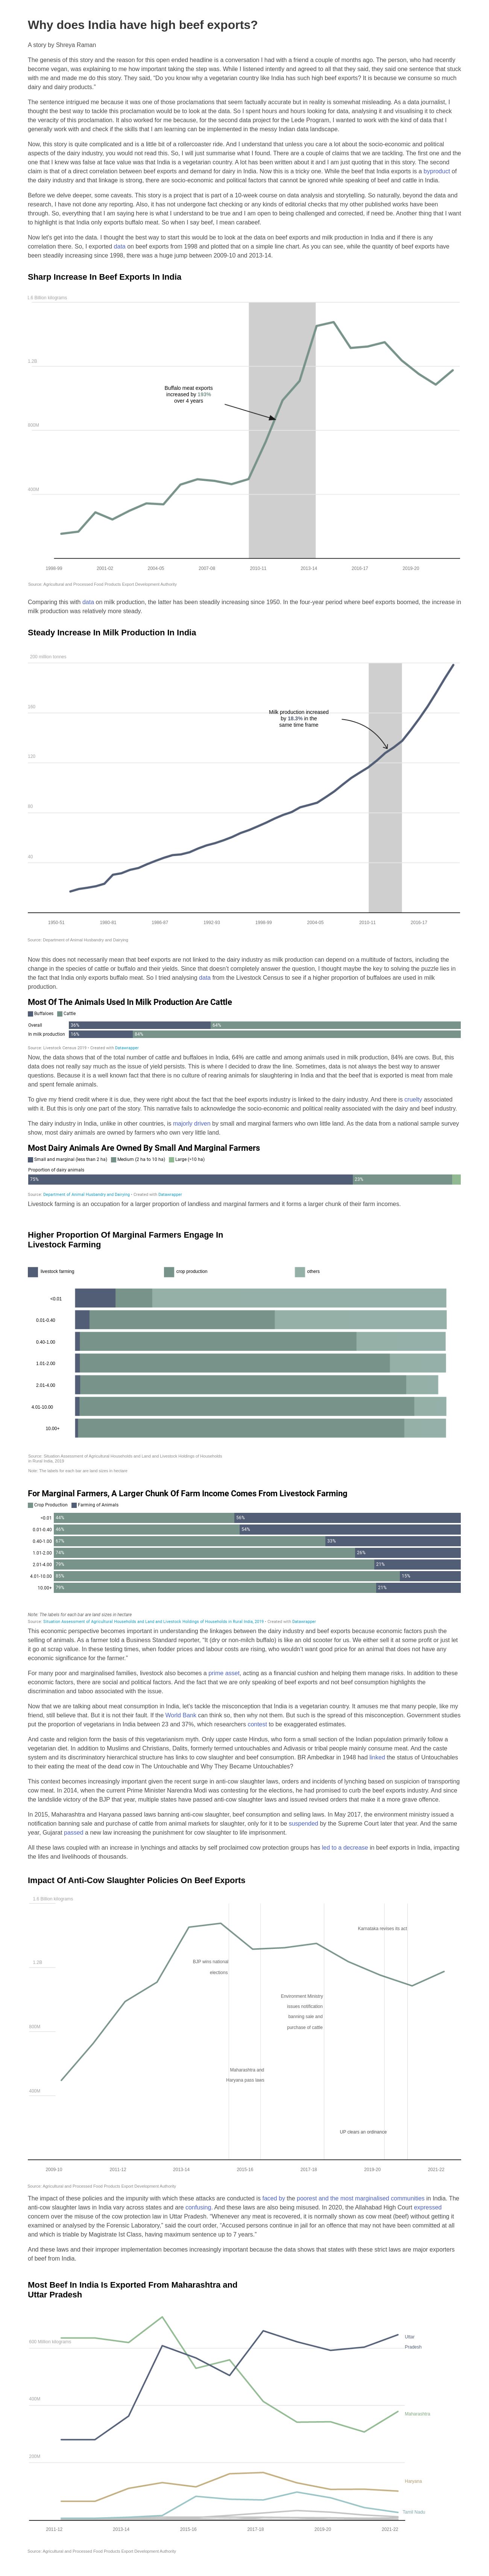 Why does India have high beef exports?
A story by Shreya Raman
The genesis of this story and the reason for this open ended headline is a conversation I had with a friend a couple of months ago. The person, who had recently
become vegan, was explaining to me how important taking the step was. While I listened intently and agreed to all that they said, they said one sentence that stuck
with me and made me do this story. They said, “Do you know why a vegetarian country like India has such high beef exports? It is because we consume so much
dairy and dairy products.”
The sentence intrigued me because it was one of those proclamations that seem factually accurate but in reality is somewhat misleading. As a data journalist, I
thought the best way to tackle this proclamation would be to look at the data. So I spent hours and hours looking for data, analysing it and visualising it to check
the veracity of this proclamation. It also worked for me because, for the second data project for the Lede Program, I wanted to work with the kind of data that I
generally work with and check if the skills that I am learning can be implemented in the messy Indian data landscape.
Now, this story is quite complicated and is a little bit of a rollercoaster ride. And I understand that unless you care a lot about the socio-economic and political
aspects of the dairy industry, you would not read this. So, I will just summarise what I found. There are a couple of claims that we are tackling. The first one and the
one that I knew was false at face value was that India is a vegetarian country. A lot has been written about it and I am just quoting that in this story. The second
claim is that of a direct correlation between beef exports and demand for dairy in India. Now this is a tricky one. While the beef that India exports is a byproduct of
the dairy industry and that linkage is strong, there are socio-economic and political factors that cannot be ignored while speaking of beef and cattle in India.
Before we delve deeper, some caveats. This story is a project that is part of a 10-week course on data analysis and storytelling. So naturally, beyond the data and
research, I have not done any reporting. Also, it has not undergone fact checking or any kinds of editorial checks that my other published works have been
through. So, everything that I am saying here is what I understand to be true and I am open to being challenged and corrected, if need be. Another thing that I want
to highlight is that India only exports buffalo meat. So when I say beef, I mean carabeef.
Now let's get into the data. I thought the best way to start this would be to look at the data on beef exports and milk production in India and if there is any
correlation there. So, I exported data on beef exports from 1998 and plotted that on a simple line chart. As you can see, while the quantity of beef exports have
been steadily increasing since 1998, there was a huge jump between 2009-10 and 2013-14.
Sharp Increase In Beef Exports In India
1.6 Billion kilograms
1.2B
800M
400M
Buffalo meat exports
increased by 193%
over 4 years
1998-99 2001-02 2004-05 2007-08 2010-11 2013-14 2016-17 2019-20
Source: Agricultural and Processed Food Products Export Development Authority
Comparing this with data on milk production, the latter has been steadily increasing since 1950. In the four-year period where beef exports boomed, the increase in
milk production was relatively more steady.
Steady Increase In Milk Production In India
200 million tonnes
160
120
80
40
Milk production increased
by 18.3% in the
same time frame
1950-51 1980-81 1986-87 1992-93 1998-99 2004-05 2010-11 2016-17
Source: Department of Animal Husbandry and Dairying
Now this does not necessarily mean that beef exports are not linked to the dairy industry as milk production can depend on a number of factors, including the
change in the species of cattle or buffalo and their yields. Since that doesn't completely answer the question, I thought maybe the key to solving the puzzle lies in
the fact that India only exports buffalo meat. So I tried analysing data from the Livestock Census to see if a higher proportion of buffaloes are used in milk
production.
Most Of The Animals Used In Milk Production Are Cattle
Buffaloes Cattle
Overall 36% 64%
In milk production 16% 84%
Source: Livestock Census 2019 • Created with Datawrapper
Now, the data shows that of the total number of cattle and buffaloes in India, 64% are cattle and among animals used in milk production, 84% are cows. But, this
data does not really say much as the issue of yield persists. This is where I decided to draw the line. Sometimes, data is not always the best way to answer
questions. Because it is a well known fact that there is no culture of rearing animals for slaughtering in India and that the beef that is exported is meat from male
and spent female animals.
To give my friend credit where it is due, they were right about the fact that the beef exports industry is linked to the dairy industry. And there is cruelty associated
with it. But this is only one part of the story. This narrative fails to acknowledge the socio-economic and political reality associated with the dairy and beef industry.
The dairy industry in India, unlike in other countries, is majorly driven by small and marginal farmers who own little land. As the data from a national sample survey
show, most dairy animals are owned by farmers who own very little land.
Most Dairy Animals Are Owned By Small And Marginal Farmers
Small and marginal (less than 2 ha) Medium (2 ha to 10 ha) Large (>10 ha)
Proportion of dairy animals
75% 23%
Source: Department of Animal Husbandry and Dairying • Created with Datawrapper
Livestock farming is an occupation for a larger proportion of landless and marginal farmers and it forms a larger chunk of their farm incomes.
Higher Proportion Of Marginal Farmers Engage In
Livestock Farming
livestock farming crop production others
<0.01
0.01-0.40
0.40-1.00
1.01-2.00
2.01-4.00
4.01-10.00
10.00+
Source: Situation Assessment of Agricultural Households and Land and Livestock Holdings of Households
in Rural India, 2019
Note: The labels for each bar are land sizes in hectare
For Marginal Farmers, A Larger Chunk Of Farm Income Comes From Livestock Farming
Crop Production Farming of Animals
<0.01 44% 56%
0.01-0.40 46% 54%
0.40-1.00 67% 33%
1.01-2.00 74% 26%
2.01-4.00 79% 21%
4.01-10.00 85% 15%
10.00+ 79% 21%
Note: The labels for each bar are land sizes in hectare
Source: Situation Assessment of Agricultural Households and Land and Livestock Holdings of Households in Rural India, 2019 • Created with Datawrapper
This economic perspective becomes important in understanding the linkages between the dairy industry and beef exports because economic factors push the
selling of animals. As a farmer told a Business Standard reporter, “It (dry or non-milch buffalo) is like an old scooter for us. We either sell it at some profit or just let
it go at scrap value. In these testing times, when fodder prices and labour costs are rising, who wouldn't want good price for an animal that does not have any
economic significance for the farmer.”
For many poor and marginalised families, livestock also becomes a prime asset, acting as a financial cushion and helping them manage risks. In addition to these
economic factors, there are social and political factors. And the fact that we are only speaking of beef exports and not beef consumption highlights the
discrimination and taboo associated with the issue.
Now that we are talking about meat consumption in India, let's tackle the misconception that India is a vegetarian country. It amuses me that many people, like my
friend, still believe that. But it is not their fault. If the World Bank can think so, then why not them. But such is the spread of this misconception. Government studies
put the proportion of vegetarians in India between 23 and 37%, which researchers contest to be exaggerated estimates.
And caste and religion form the basis of this vegetarianism myth. Only upper caste Hindus, who form a small section of the Indian population primarily follow a
vegetarian diet. In addition to Muslims and Christians, Dalits, formerly termed untouchables and Adivasis or tribal people mainly consume meat. And the caste
system and its discriminatory hierarchical structure has links to cow slaughter and beef consumption. BR Ambedkar in 1948 had linked the status of Untouchables
to their eating the meat of the dead cow in The Untouchable and Why They Became Untouchables?
This context becomes increasingly important given the recent surge in anti-cow slaughter laws, orders and incidents of lynching based on suspicion of transporting
cow meat. In 2014, when the current Prime Minister Narendra Modi was contesting for the elections, he had promised to curb the beef exports industry. And since
the landslide victory of the BJP that year, multiple states have passed anti-cow slaughter laws and issued revised orders that make it a more grave offence.
In 2015, Maharashtra and Haryana passed laws banning anti-cow slaughter, beef consumption and selling laws. In May 2017, the environment ministry issued a
notification banning sale and purchase of cattle from animal markets for slaughter, only for it to be suspended by the Supreme Court later that year. And the same
year, Gujarat passed a new law increasing the punishment for cow slaughter to life imprisonment.
All these laws coupled with an increase in lynchings and attacks by self proclaimed cow protection groups has led to a decrease in beef exports in India, impacting
the lifes and livelihoods of thousands.
Impact Of Anti-Cow Slaughter Policies On Beef Exports
1.6 Billion kilograms
1.2B
800M
400M
BJP wins national
elections
Maharashtra and
Haryana pass laws
Environment Ministry
issues notification
banning sale and
purchase of cattle
Karnataka revises its act
UP clears an ordinance
2009-10 2011-12 2013-14 2015-16 2017-18 2019-20 2021-22
Source: Agricultural and Processed Food Products Export Development Authority
The impact of these policies and the impunity with which these attacks are conducted is faced by the poorest and the most marginalised communities in India. The
anti-cow slaughter laws in India vary across states and are confusing. And these laws are also being misused. In 2020, the Allahabad High Court expressed
concern over the misuse of the cow protection law in Uttar Pradesh. “Whenever any meat is recovered, it is normally shown as cow meat (beef) without getting it
examined or analysed by the Forensic Laboratory,” said the court order. “Accused persons continue in jail for an offence that may not have been committed at all
and which is triable by Magistrate Ist Class, having maximum sentence up to 7 years.”
And these laws and their improper implementation becomes increasingly important because the data shows that states with these strict laws are major exporters
of beef from India.
Most Beef In India Is Exported From Maharashtra and
Uttar Pradesh
600 Million kilograms
400M
200M
Uttar
Pradesh
Maharashtra
Haryana
Tamil Nadu
2011-12 2013-14 2015-16 2017-18 2019-20 2021-22
Source: Agricultural and Processed Food Products Export Development Authority